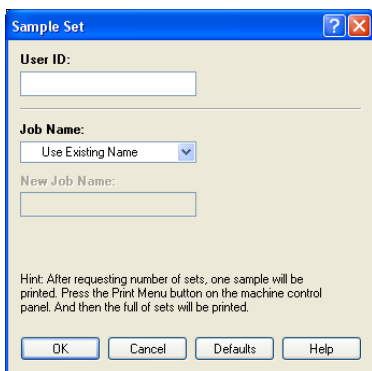 Sample Set
User ID:
Job Name:
Use Existing Name
New Job Name:
Hint: After requesting number of sets, one sample will be
printed. Press the Print Menu button on the machine control
panel. And then the full of sets will be printed.
OK Cancel Defaults Help